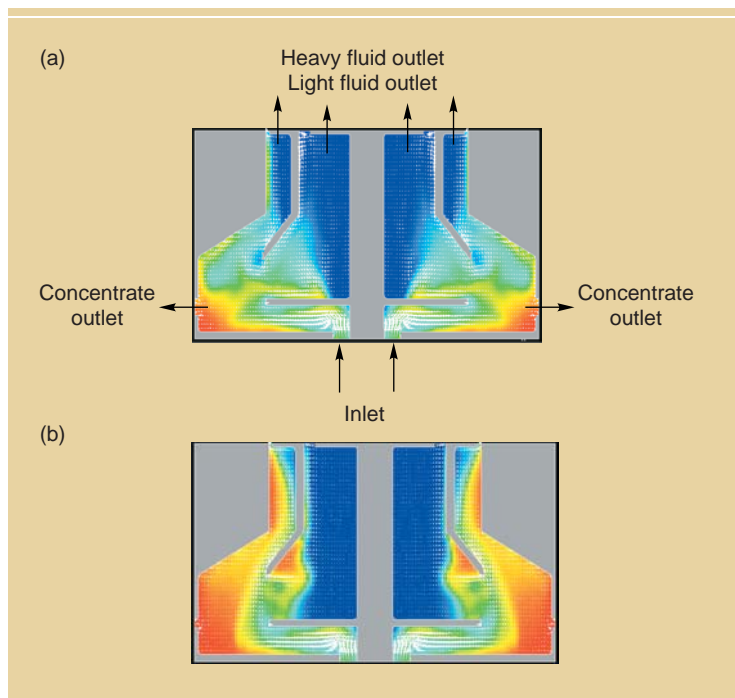 (a)
Heavy fluid outlet
Light fluid outlet
Concentrate
outlet
Concentrate
outlet
Inlet
(b)